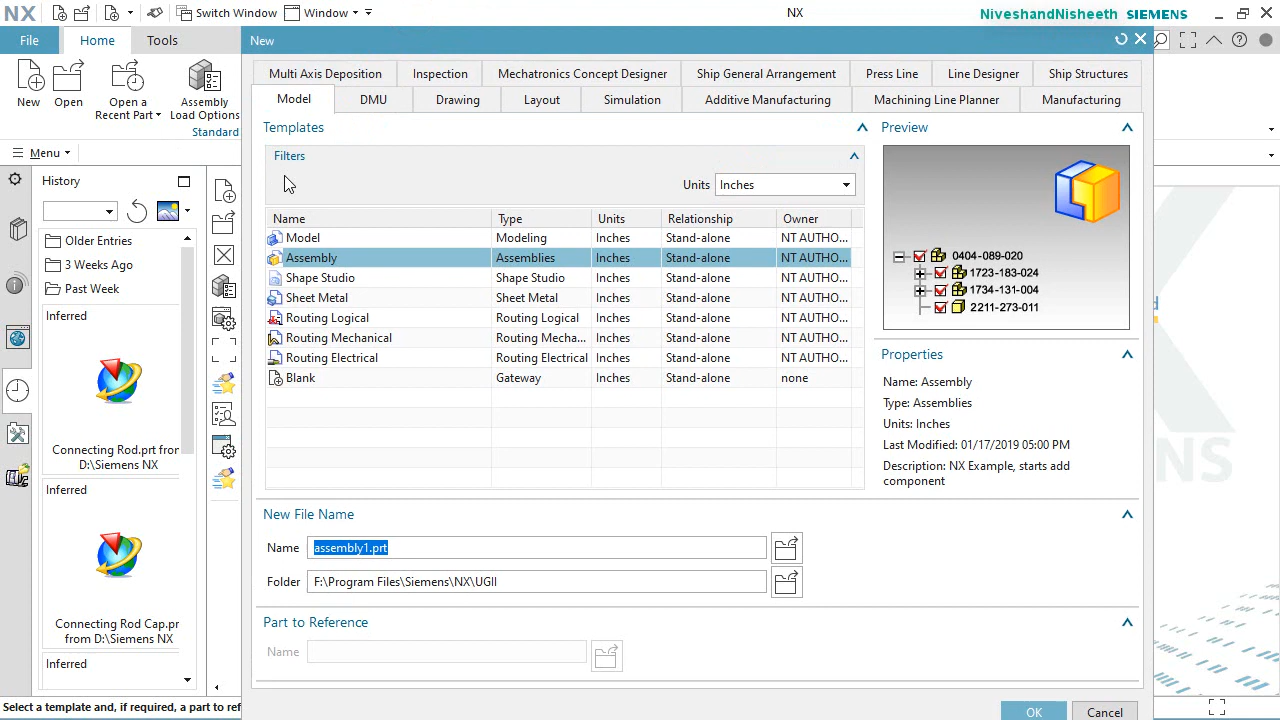 NX
Switch Window
Window
NX
NiveshandNisheeth SIEMENS
File
Home
Tools
New
New
Open
Open a
Recent Part
Assembly
Load Options
Standard
Menu
Multi Axis Deposition
Inspection
Mechatronics Concept Designer
Ship General Arrangement
Press Line
Line Designer
Ship Structures
Model
DMU
Drawing
Layout
Simulation
Additive Manufacturing
Machining Line Planner
Manufacturing
History
Older Entries
3 Weeks Ago
Past Week
Inferred
Connecting Rod.prt from
D:\Siemens NX
Inferred
Connecting Rod Cap.pr
from D:\Siemens NX
Inferred
Templates
Filters
Units Inches
Name Type Units Relationship Owner
Model Modeling Inches Stand-alone NT AUTHO...
Assembly Assemblies Inches Stand-alone NT AUTHO...
Shape Studio Shape Studio Inches Stand-alone NT AUTHO...
Sheet Metal Sheet Metal Inches Stand-alone NT AUTHO...
Routing Logical Routing Logical Inches Stand-alone NT AUTHO...
Routing Mechanical Routing Mecha... Inches Stand-alone NT AUTHO...
Routing Electrical Routing Electrical Inches Stand-alone NT AUTHO...
Blank Gateway Inches Stand-alone none
Preview
0404-089-020
1723-183-024
1734-131-004
2211-273-011
Properties
Name: Assembly
Type: Assemblies
Units: Inches
Last Modified: 01/17/2019 05:00 PM
Description: NX Example, starts add
component
New File Name
Name assembly1.prt
Folder F:\Program Files\Siemens\NX\UGII
Part to Reference
Name
OK
Cancel
Select a template and, if required, a part to ref